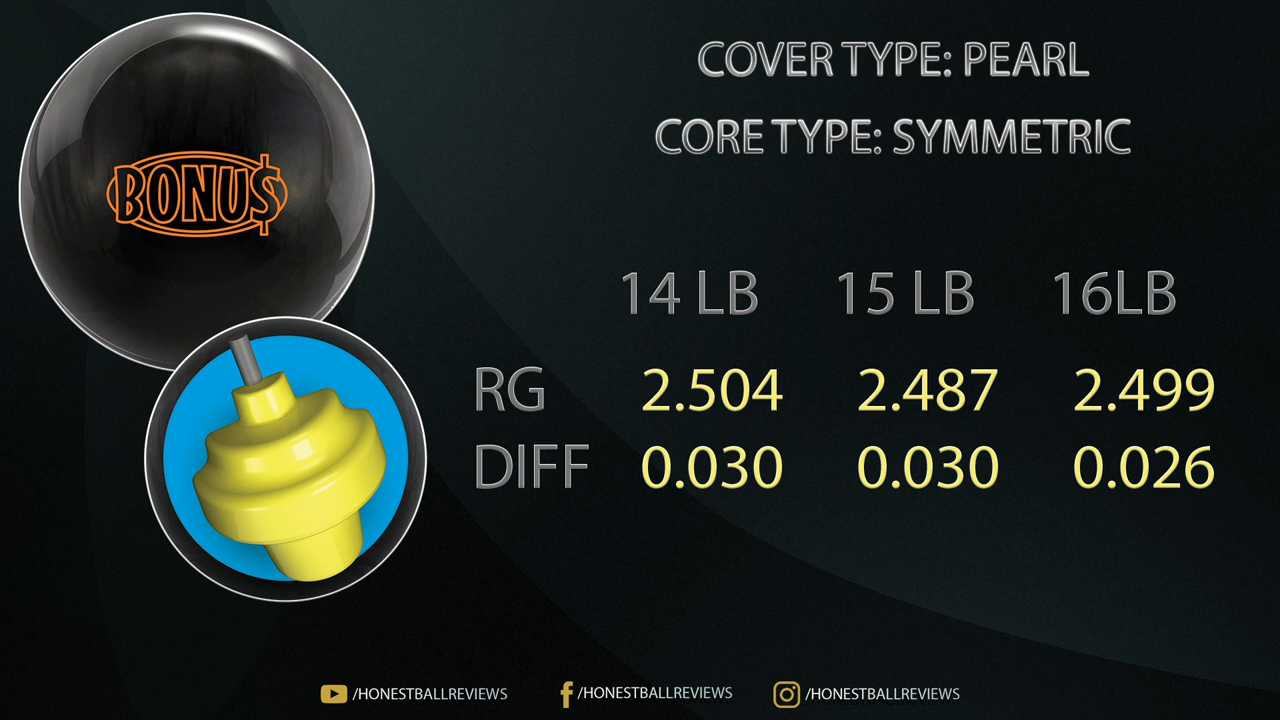 BONU$
COVER TYPE: PEARL
CORE TYPE: SYMMETRIC
14 LB 15 LB 16LB
RG 2.504 2.487 2.499
DIFF 0.030 0.030 0.026
/HONESTBALLREVIEWS /HONESTBALLREVIEWS /HONESTBALLREVIEWS